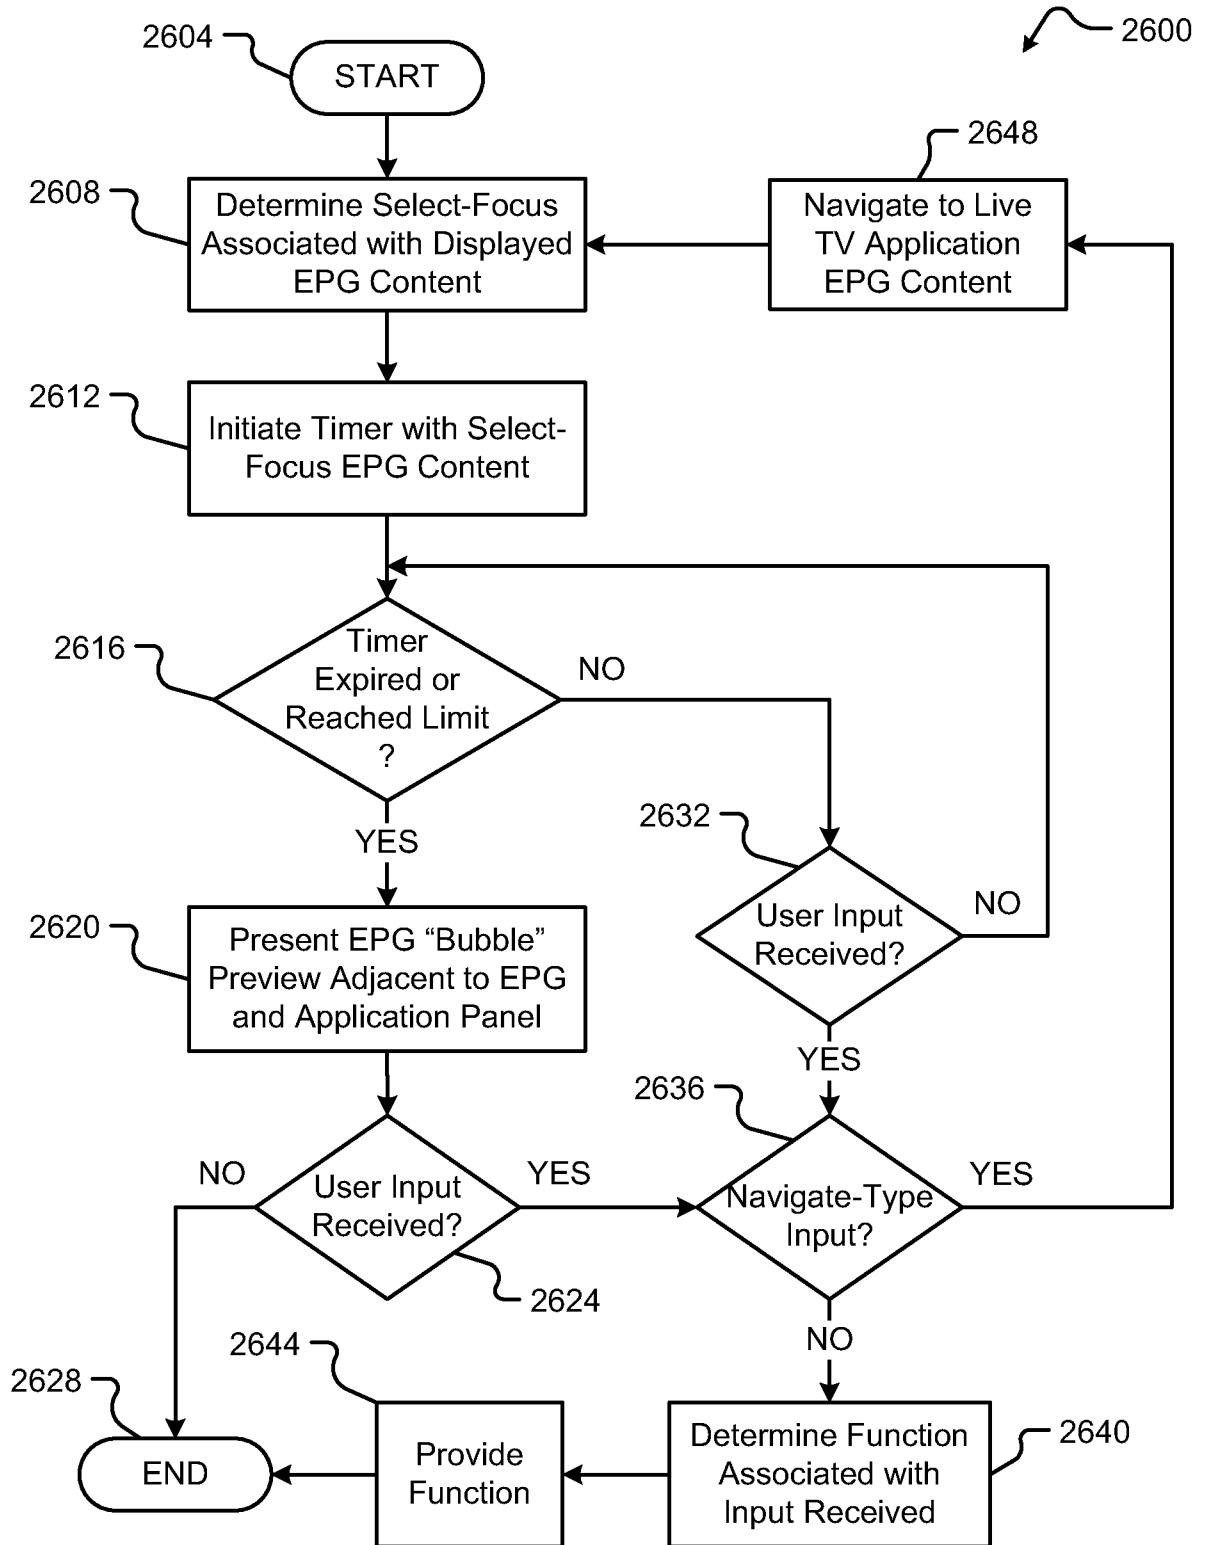 2600
2604
START
2648
2608
Determine Select-Focus
Associated with Displayed
EPG Content
Navigate to Live
TV Application
EPG Content
2612
Initiate Timer with Select-
Focus EPG Content
2616
Timer
Expired or
Reached Limit
?
NO
YES
2632
User Input
Received?
NO
YES
2620
Present EPG “Bubble”
Preview Adjacent to EPG
and Application Panel
2636
NO
User Input
Received?
YES
2624
Navigate-Type
Input?
YES
NO
2644
2628
END
Provide
Function
Determine Function
Associated with
Input Received
2640